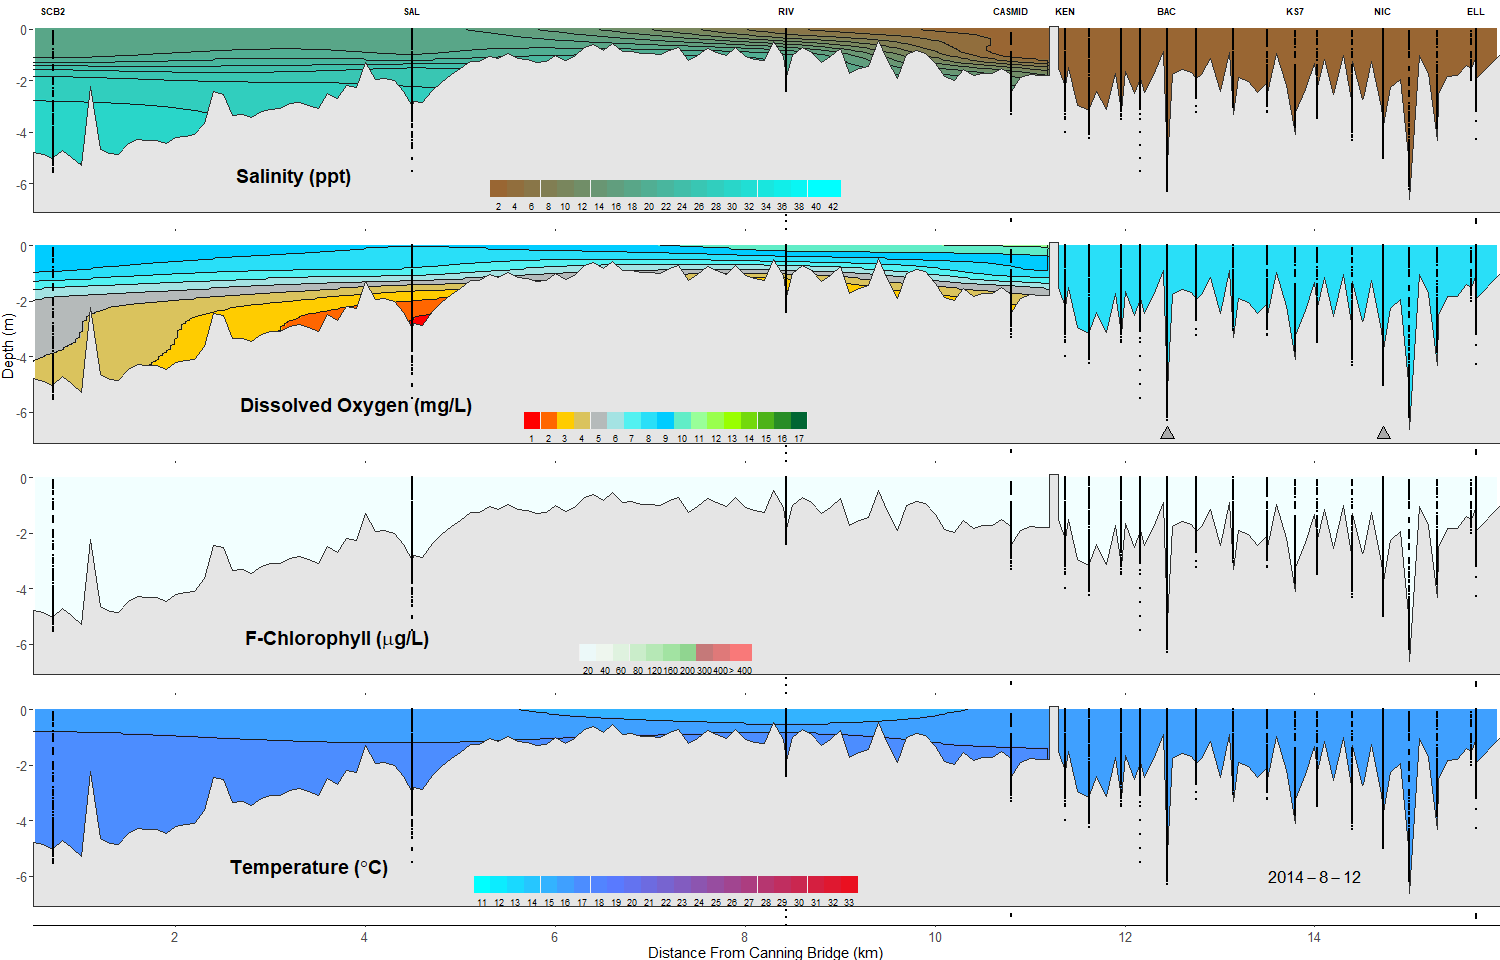 SCB2 SAL RIV CASMID KEN BAC KS7 NIC ELL
0
-2
-4
-6
Salinity (ppt)
2 4 6 8 10 12 14 16 18 20 22 24 26 28 30 32 34 36 38 40 42
0
-2
-4
-6
Depth (m)
Dissolved Oxygen (mg/L)
1 2 3 4 5 6 7 8 9 10 11 12 13 14 15 16 17
0
-2
-4
-6
F-Chlorophyll (µg/L)
20 40 60 80 120 160 200 300 400 > 400
0
-2
-4
-6
Temperature (°C)
11 12 13 14 15 16 17 18 19 20 21 22 23 24 25 26 27 28 29 30 31 32 33
2014 – 8 – 12
2 4 6 8 10 12 14
Distance From Canning Bridge (km)